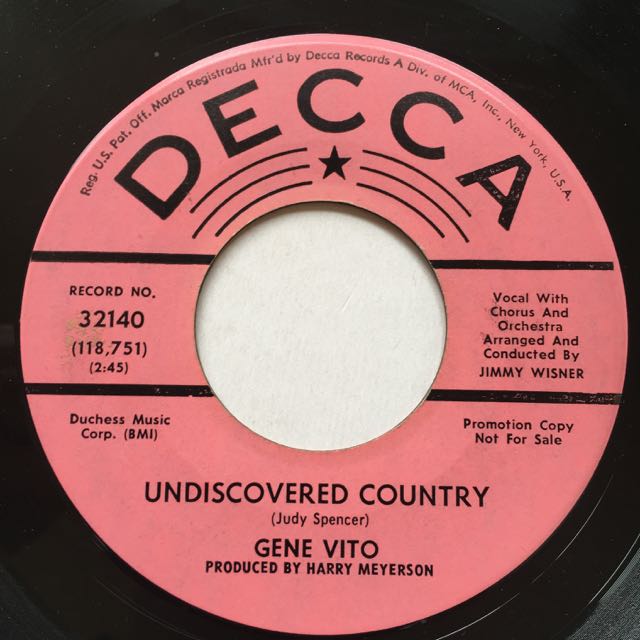 Reg. U.S. Pat. Off. Marca Registrada Mfr'd by Decca Records A Div. of MCA, Inc., New York, U.S.A.
DECCA
RECORD NO.
32140
(118,751)
(2:45)
Vocal With
Chorus And
Orchestra
Arranged And
Conducted By
JIMMY WISNER
Duchess Music
Corp. (BMI)
Promotion Copy
Not For Sale
UNDISCOVERED COUNTRY
(Judy Spencer)
GENE VITO
PRODUCED BY HARRY MEYERSON